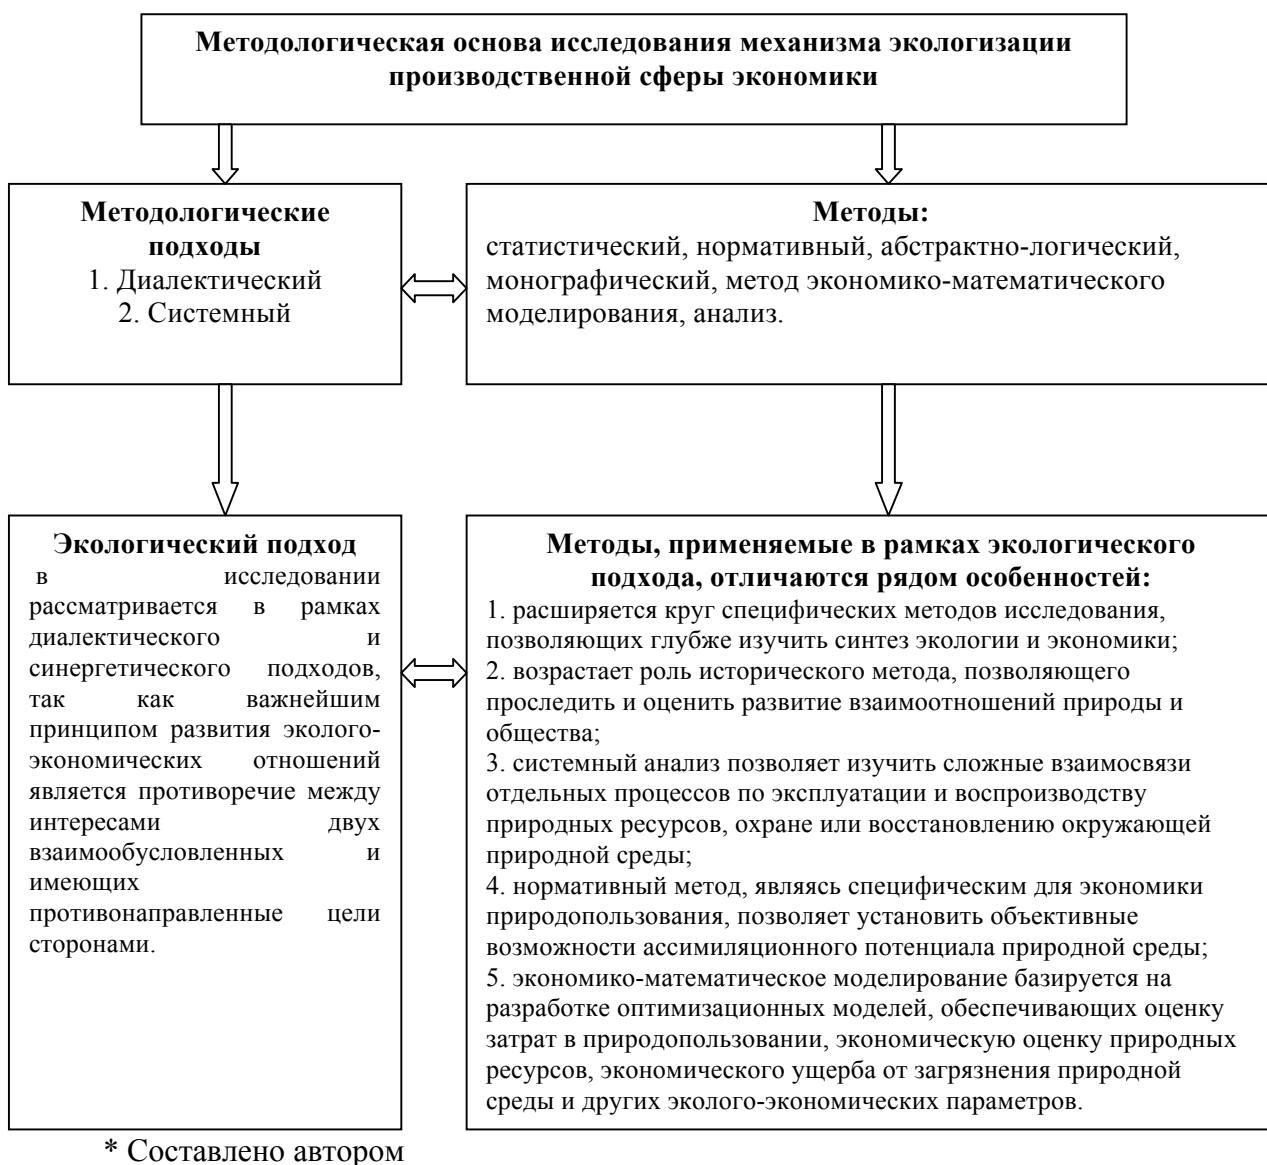 Методологическая основа исследования механизма экологизации
производственной сферы экономики
Методологические
подходы
1. Диалектический
2. Системный
Методы:
статистический, нормативный, абстрактно-логический,
монографический, метод экономико-математического
моделирования, анализ.
Экологический подход
в исследовании
рассматривается в рамках
диалектического и
синергетического подходов,
так как важнейшим
принципом развития эколого-
экономических отношений
является противоречие между
интересами двух
взаимообусловленных и
имеющих
противонаправленные цели
сторонами.
Методы, применяемые в рамках экологического
подхода, отличаются рядом особенностей:
1. расширяется круг специфических методов исследования,
позволяющих глубже изучить синтез экологии и экономики;
2. возрастает роль исторического метода, позволяющего
проследить и оценить развитие взаимоотношений природы и
общества;
3. системный анализ позволяет изучить сложные взаимосвязи
отдельных процессов по эксплуатации и воспроизводству
природных ресурсов, охране или восстановлению окружающей
природной среды;
4. нормативный метод, являясь специфическим для экономики
природопользования, позволяет установить объективные
возможности ассимиляционного потенциала природной среды;
5. экономико-математическое моделирование базируется на
разработке оптимизационных моделей, обеспечивающих оценку
затрат в природопользовании, экономическую оценку природных
ресурсов, экономического ущерба от загрязнения природной
среды и других эколого-экономических параметров.
* Составлено автором